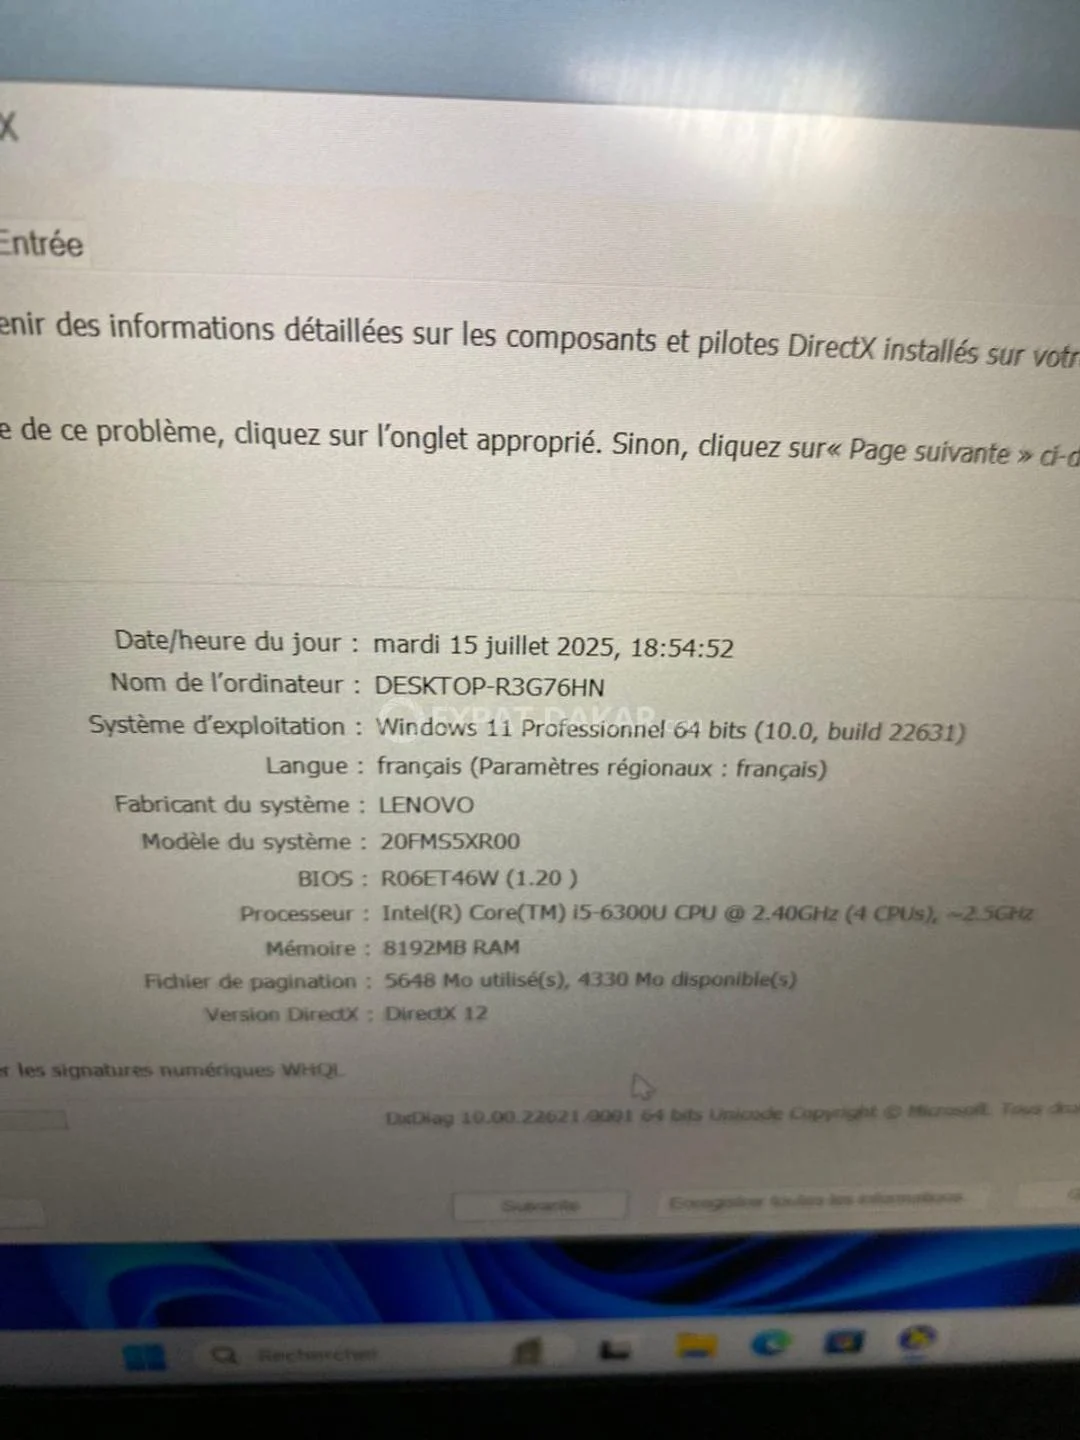 X
Entrée
enir des informations détaillées sur les composants et pilotes DirectX installés sur votr
e de ce problème, cliquez sur l'onglet approprié. Sinon, cliquez sur« Page suivante » ci-d
Date/heure du jour : mardi 15 juillet 2025, 18:54:52
Nom de l'ordinateur : DESKTOP-R3G76HN
EXPAT-DAKAR
Système d'exploitation : Windows 11 Professionnel 64 bits (10.0, build 22631)
Langue : français (Paramètres régionaux : français)
Fabricant du système : LENOVO
Modèle du système : 20FMS5XR00
BIOS : R06ET46W (1.20 )
Processeur : Intel(R) Core(TM) i5-6300U CPU @ 2.40GHz (4 CPUs), ~2.5GHz
Mémoire : 8192MB RAM
Fichier de pagination : 5648 Mo utilisé(s), 4330 Mo disponible(s)
Version DirectX : DirectX 12
er les signatures numériques WHQL
DxDiag 10.00.22621.0001 64 bits Unicode Copyright © Microsoft. Tous droi
Suivante
Enregistrer toutes les informations
Rechercher